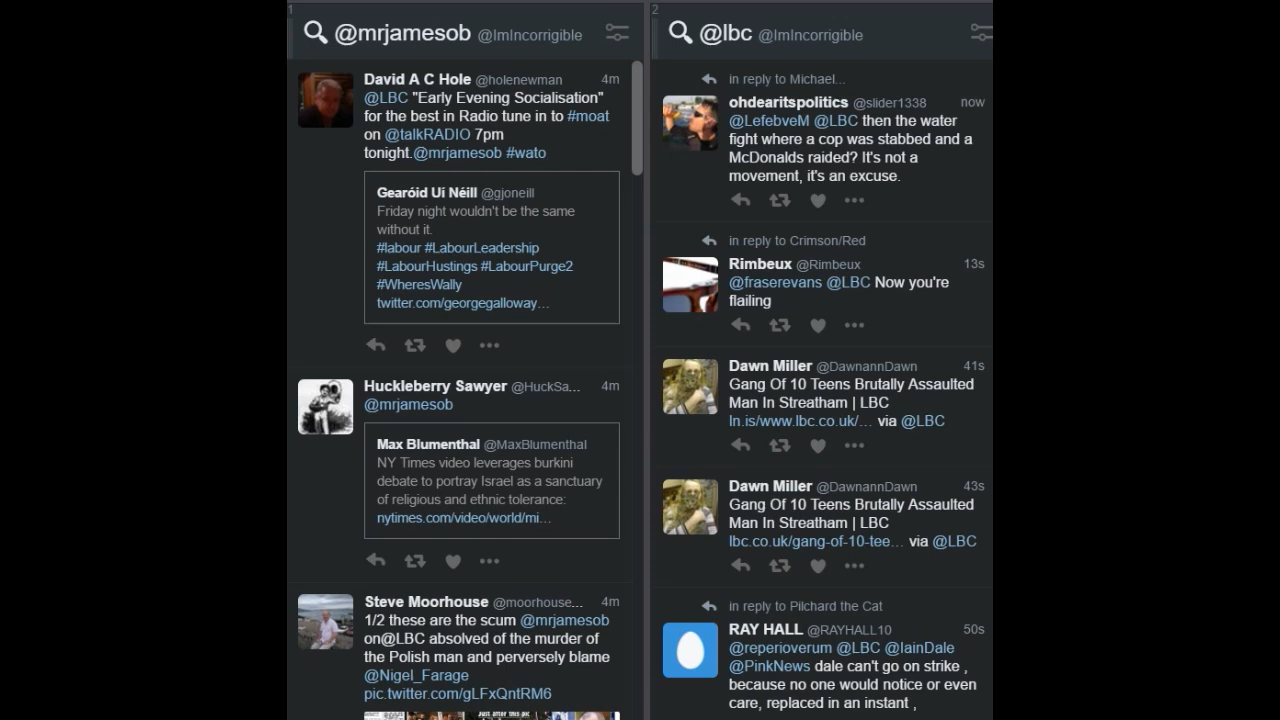 1
@mrjamesob @ImIncorrigible
David A C Hole @holenewman 4m
@LBC "Early Evening Socialisation"
for the best in Radio tune in to #moat
on @talkRADIO 7pm
tonight.@mrjamesob #wato
Gearóid Uí Néill @gjoneill
Friday night wouldn't be the same
without it.
#labour #LabourLeadership
#LabourHustings #LabourPurge2
#WheresWally
twitter.com/georgegalloway…
Huckleberry Sawyer @HuckSa... 4m
@mrjamesob
Max Blumenthal @MaxBlumenthal
NY Times video leverages burkini
debate to portray Israel as a sanctuary
of religious and ethnic tolerance:
nytimes.com/video/world/mi…
Steve Moorhouse @moorhouse... 4m
1/2 these are the scum @mrjamesob
on@LBC absolved of the murder of
the Polish man and perversely blame
@Nigel_Farage
pic.twitter.com/gLFxQntRM6
Just after this pic
2
@lbc @ImIncorrigible
in reply to Michael...
ohdearitspolitics @slider1338 now
@LefebveM @LBC then the water
fight where a cop was stabbed and a
McDonalds raided? It's not a
movement, it's an excuse.
in reply to Crimson/Red
Rimbeux @Rimbeux 13s
@fraserevans @LBC Now you're
flailing
Dawn Miller @DawnannDawn 41s
Gang Of 10 Teens Brutally Assaulted
Man In Streatham | LBC
ln.is/www.lbc.co.uk/… via @LBC
Dawn Miller @DawnannDawn 43s
Gang Of 10 Teens Brutally Assaulted
Man In Streatham | LBC
lbc.co.uk/gang-of-10-tee… via @LBC
in reply to Pilchard the Cat
RAY HALL @RAYHALL10 50s
@reperioverum @LBC @IainDale
@PinkNews dale can't go on strike ,
because no one would notice or even
care, replaced in an instant ,